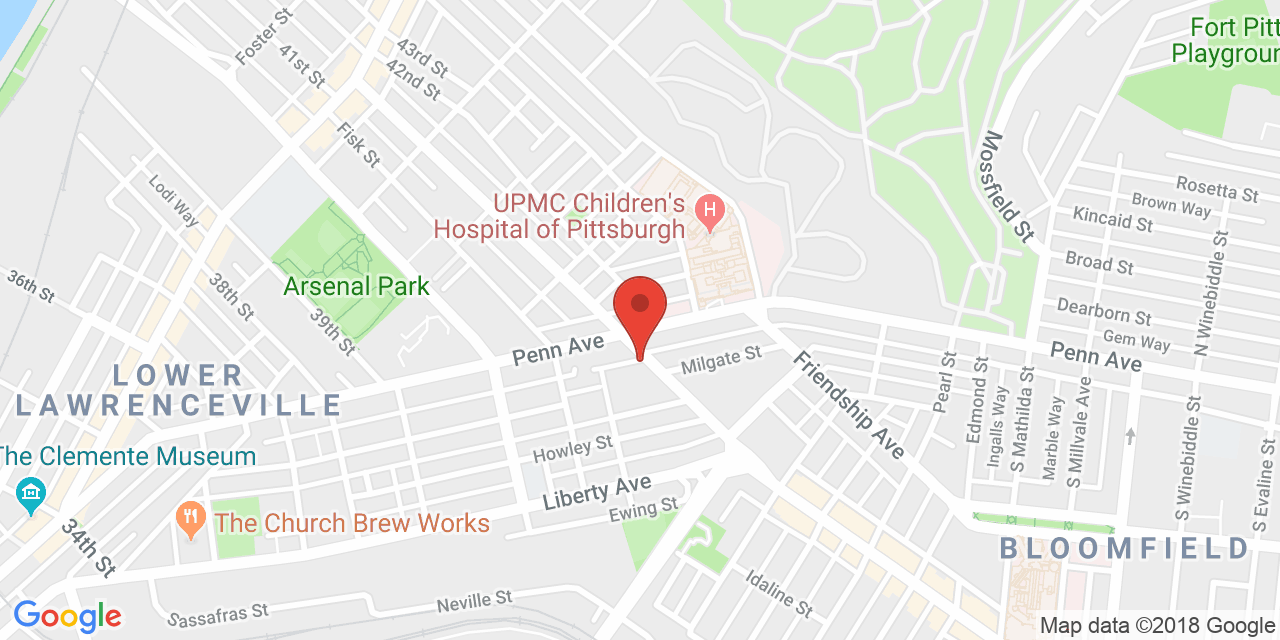 Foster St
41st St
43rd St
42nd St
Fort Pitt
Playgroun
Fisk St
Mossfield St
Lodi Way
UPMC Children's
Hospital of Pittsburgh
H
Rosetta St
Brown Way
Kincaid St
Broad St
N Winebiddle St
36th St
38th St
39th St
Arsenal Park
Dearborn St
Gem Way
Penn Ave
Penn Ave
Milgate St
Friendship Ave
Pearl St
Edmond St
Ingalls Way
S Mathilda St
Marble Way
S Millvale Ave
S Winebiddle St
S Evaline St
LOWER
LAWRENCEVILLE
The Clemente Museum
Howley St
Liberty Ave
Ewing St
The Church Brew Works
34th St
BLOOMFIELD
Idaline St
Neville St
Sassafras St
Google
Map data ©2018 Google